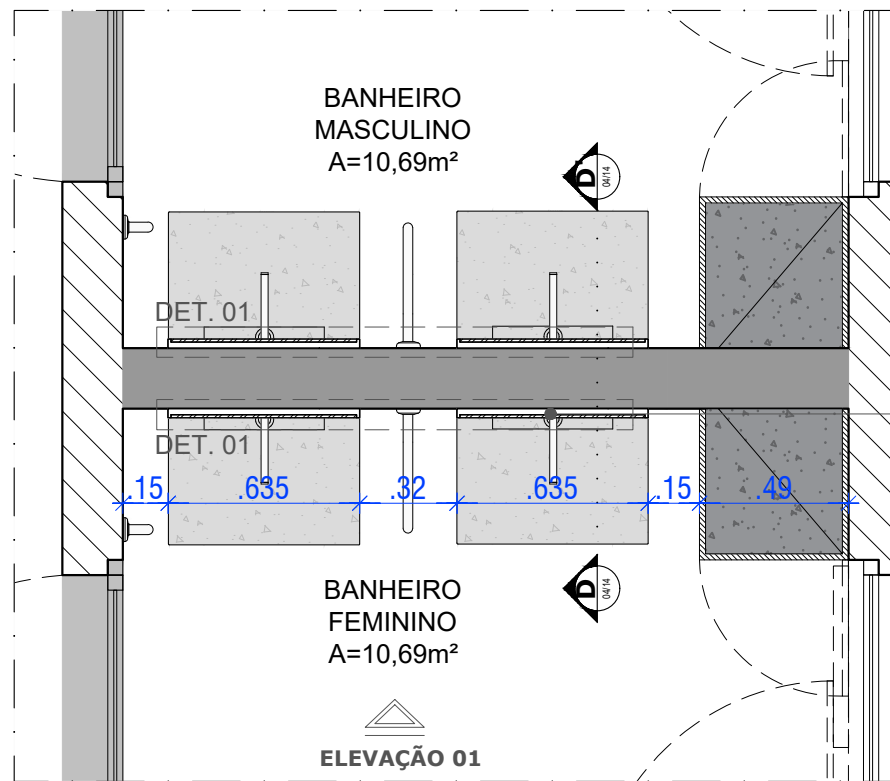 BANHEIRO
MASCULINO
A=10,69m²
D
04/14
DET. 01
DET. 01
.15
.635
.32
.635
.15
.49
BANHEIRO
FEMININO
A=10,69m²
D
04/14
ELEVAÇÃO 01